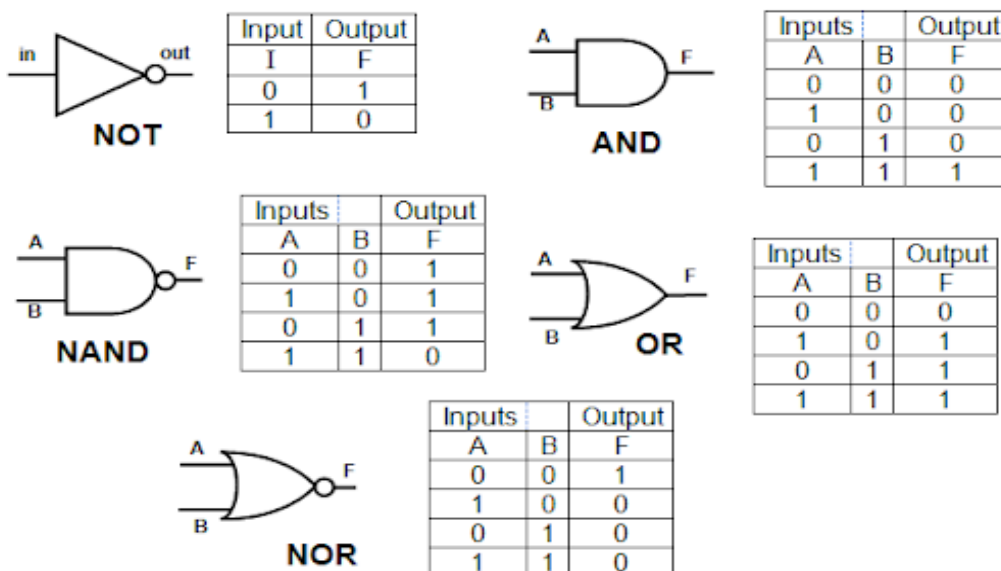 in
out
NOT
Input Output
I F
0 1
1 0
A
B
F
AND
Inputs Output
A B F
0 0 0
1 0 0
0 1 0
1 1 1
A
B
F
NAND
Inputs Output
A B F
0 0 1
1 0 1
0 1 1
1 1 0
A
B
F
OR
Inputs Output
A B F
0 0 0
1 0 1
0 1 1
1 1 1
A
B
F
NOR
Inputs Output
A B F
0 0 1
1 0 0
0 1 0
1 1 0